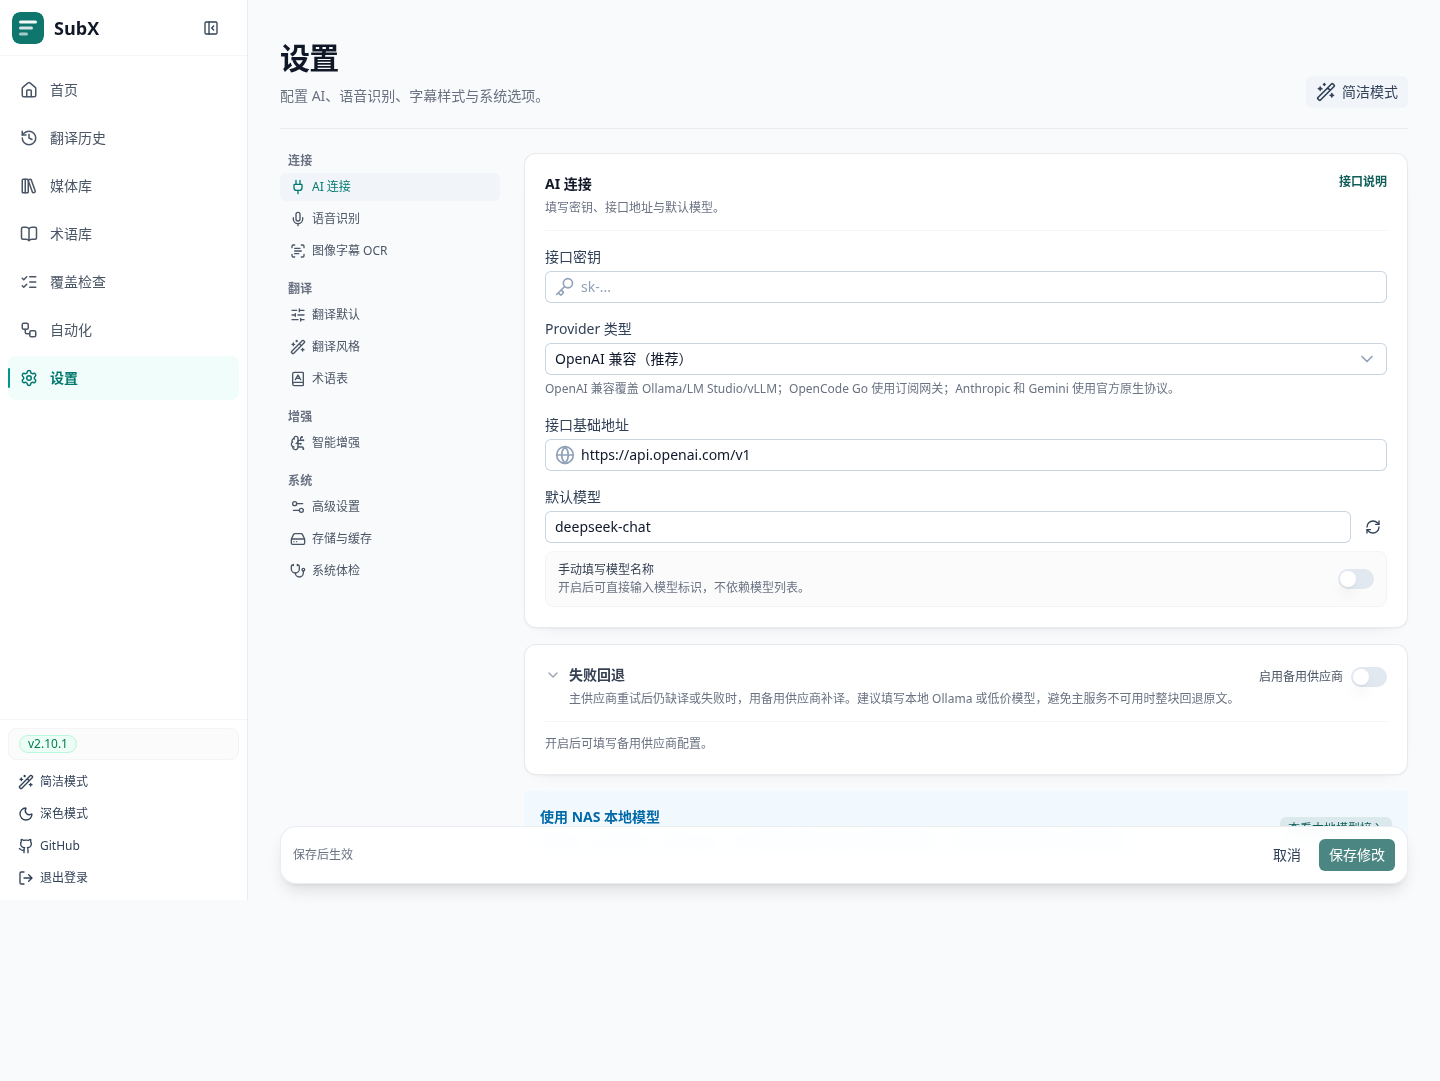 SubX
首页
翻译历史
媒体库
术语库
覆盖检查
自动化
设置
v2.10.1
简洁模式
深色模式
GitHub
退出登录
设置
配置 AI、语音识别、字幕样式与系统选项。
简洁模式
连接
AI 连接
语音识别
图像字幕 OCR
翻译
翻译默认
翻译风格
术语表
增强
智能增强
系统
高级设置
存储与缓存
系统体检
AI 连接
接口说明
填写密钥、接口地址与默认模型。
接口密钥
sk-...
Provider 类型
OpenAI 兼容（推荐）
OpenAI 兼容覆盖 Ollama/LM Studio/vLLM；OpenCode Go 使用订阅网关；Anthropic 和 Gemini 使用官方原生协议。
接口基础地址
https://api.openai.com/v1
默认模型
deepseek-chat
手动填写模型名称
开启后可直接输入模型标识，不依赖模型列表。
失败回退
启用备用供应商
主供应商重试后仍缺译或失败时，用备用供应商补译。建议填写本地 Ollama 或低价模型，避免主服务不可用时整块回退原文。
开启后可填写备用供应商配置。
使用 NAS 本地模型
保存后生效
取消
保存修改